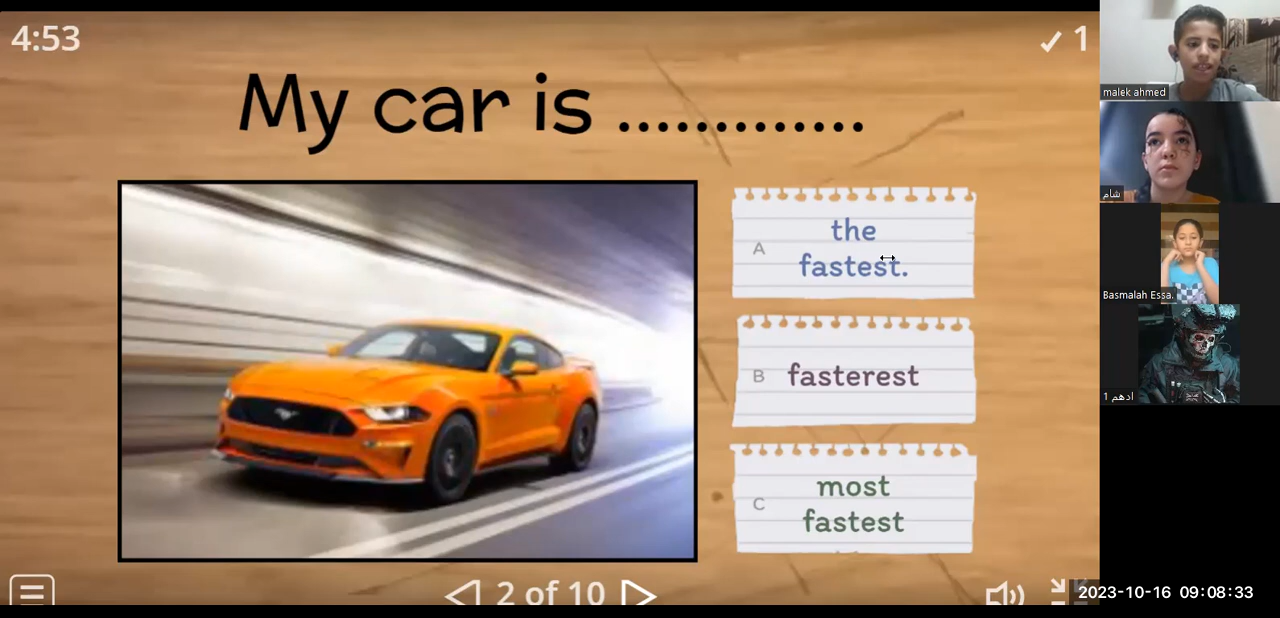 4:53
✓ 1
My car is .............
A
the
fastest.
B
fasterest
C
most
fastest
2 of 10
malek ahmed
شام
Basmalah Essa.
ادهم 1
2023-10-16 09:08:33